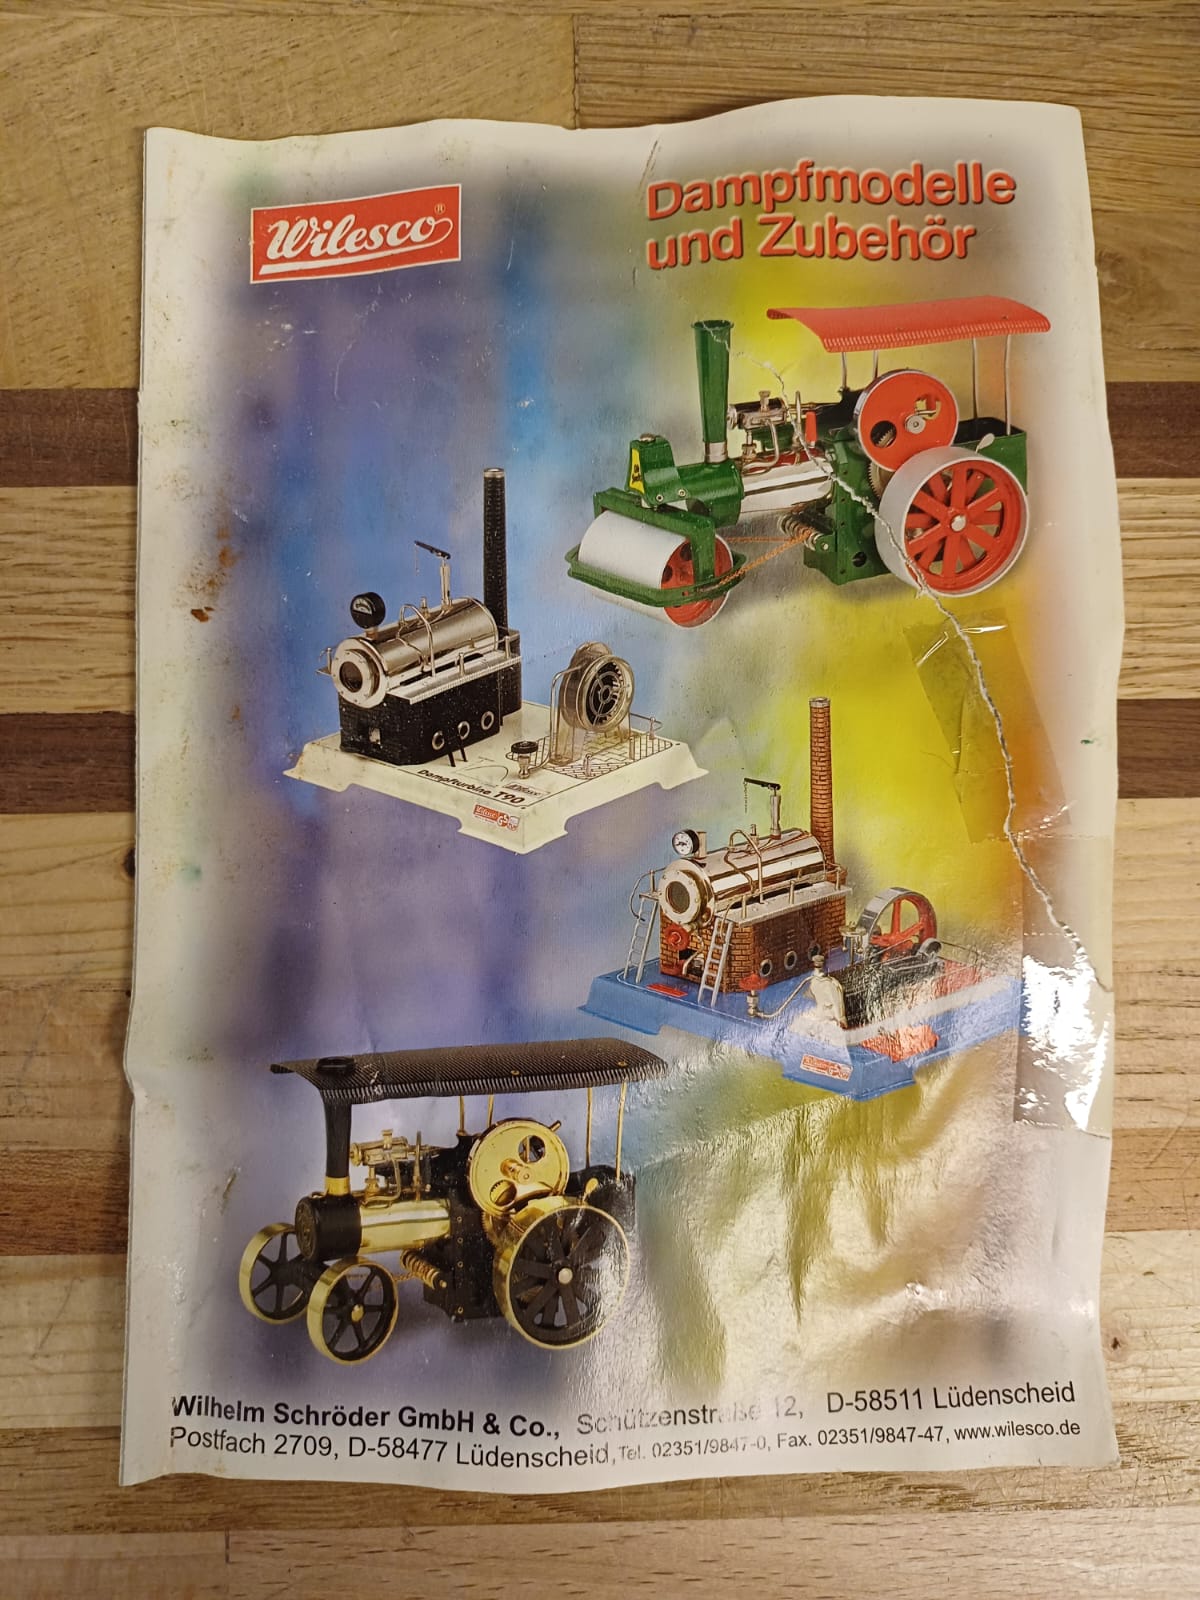 Wilesco®
Dampfmodelle
und Zubehör
Dampfturbine T90
Wilhelm Schröder GmbH & Co., Schützenstraße 12, D-58511 Lüdenscheid
Postfach 2709, D-58477 Lüdenscheid, Tel. 02351/9847-0, Fax. 02351/9847-47, www.wilesco.de